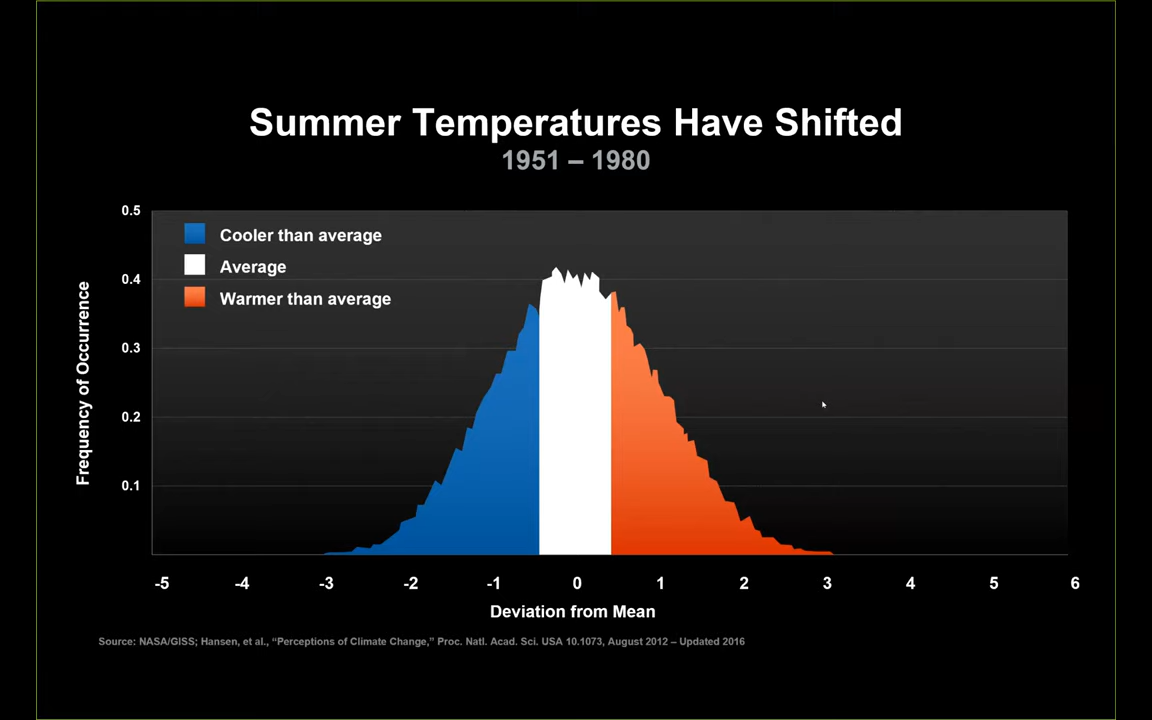 Summer Temperatures Have Shifted
1951 – 1980
0.5
0.4
0.3
0.2
0.1
Frequency of Occurrence
Cooler than average
Average
Warmer than average
-5 -4 -3 -2 -1 0 1 2 3 4 5 6
Deviation from Mean
Source: NASA/GISS; Hansen, et al., “Perceptions of Climate Change,” Proc. Natl. Acad. Sci. USA 10.1073, August 2012 – Updated 2016